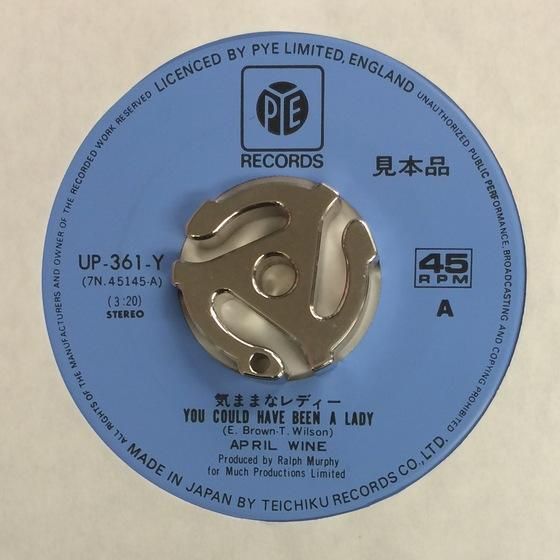 LICENCED BY PYE LIMITED, ENGLAND
UNAUTHORIZED PUBLIC PERFORMANCE, BROADCASTING AND COPYING PROHIBITED
ALL RIGHTS OF THE MANUFACTURERS AND OWNER OF THE RECORDED WORK RESERVED
PYE
RECORDS
見本品
UP-361-Y
(7N. 45145-A)
(3:20)
STEREO
45
RPM
A
気ままなレディー
YOU COULD HAVE BEEN A LADY
(E. Brown-T. Wilson)
APRIL WINE
Produced by Ralph Murphy
for Much Productions Limited
MADE IN JAPAN BY TEICHIKU RECORDS CO., LTD.